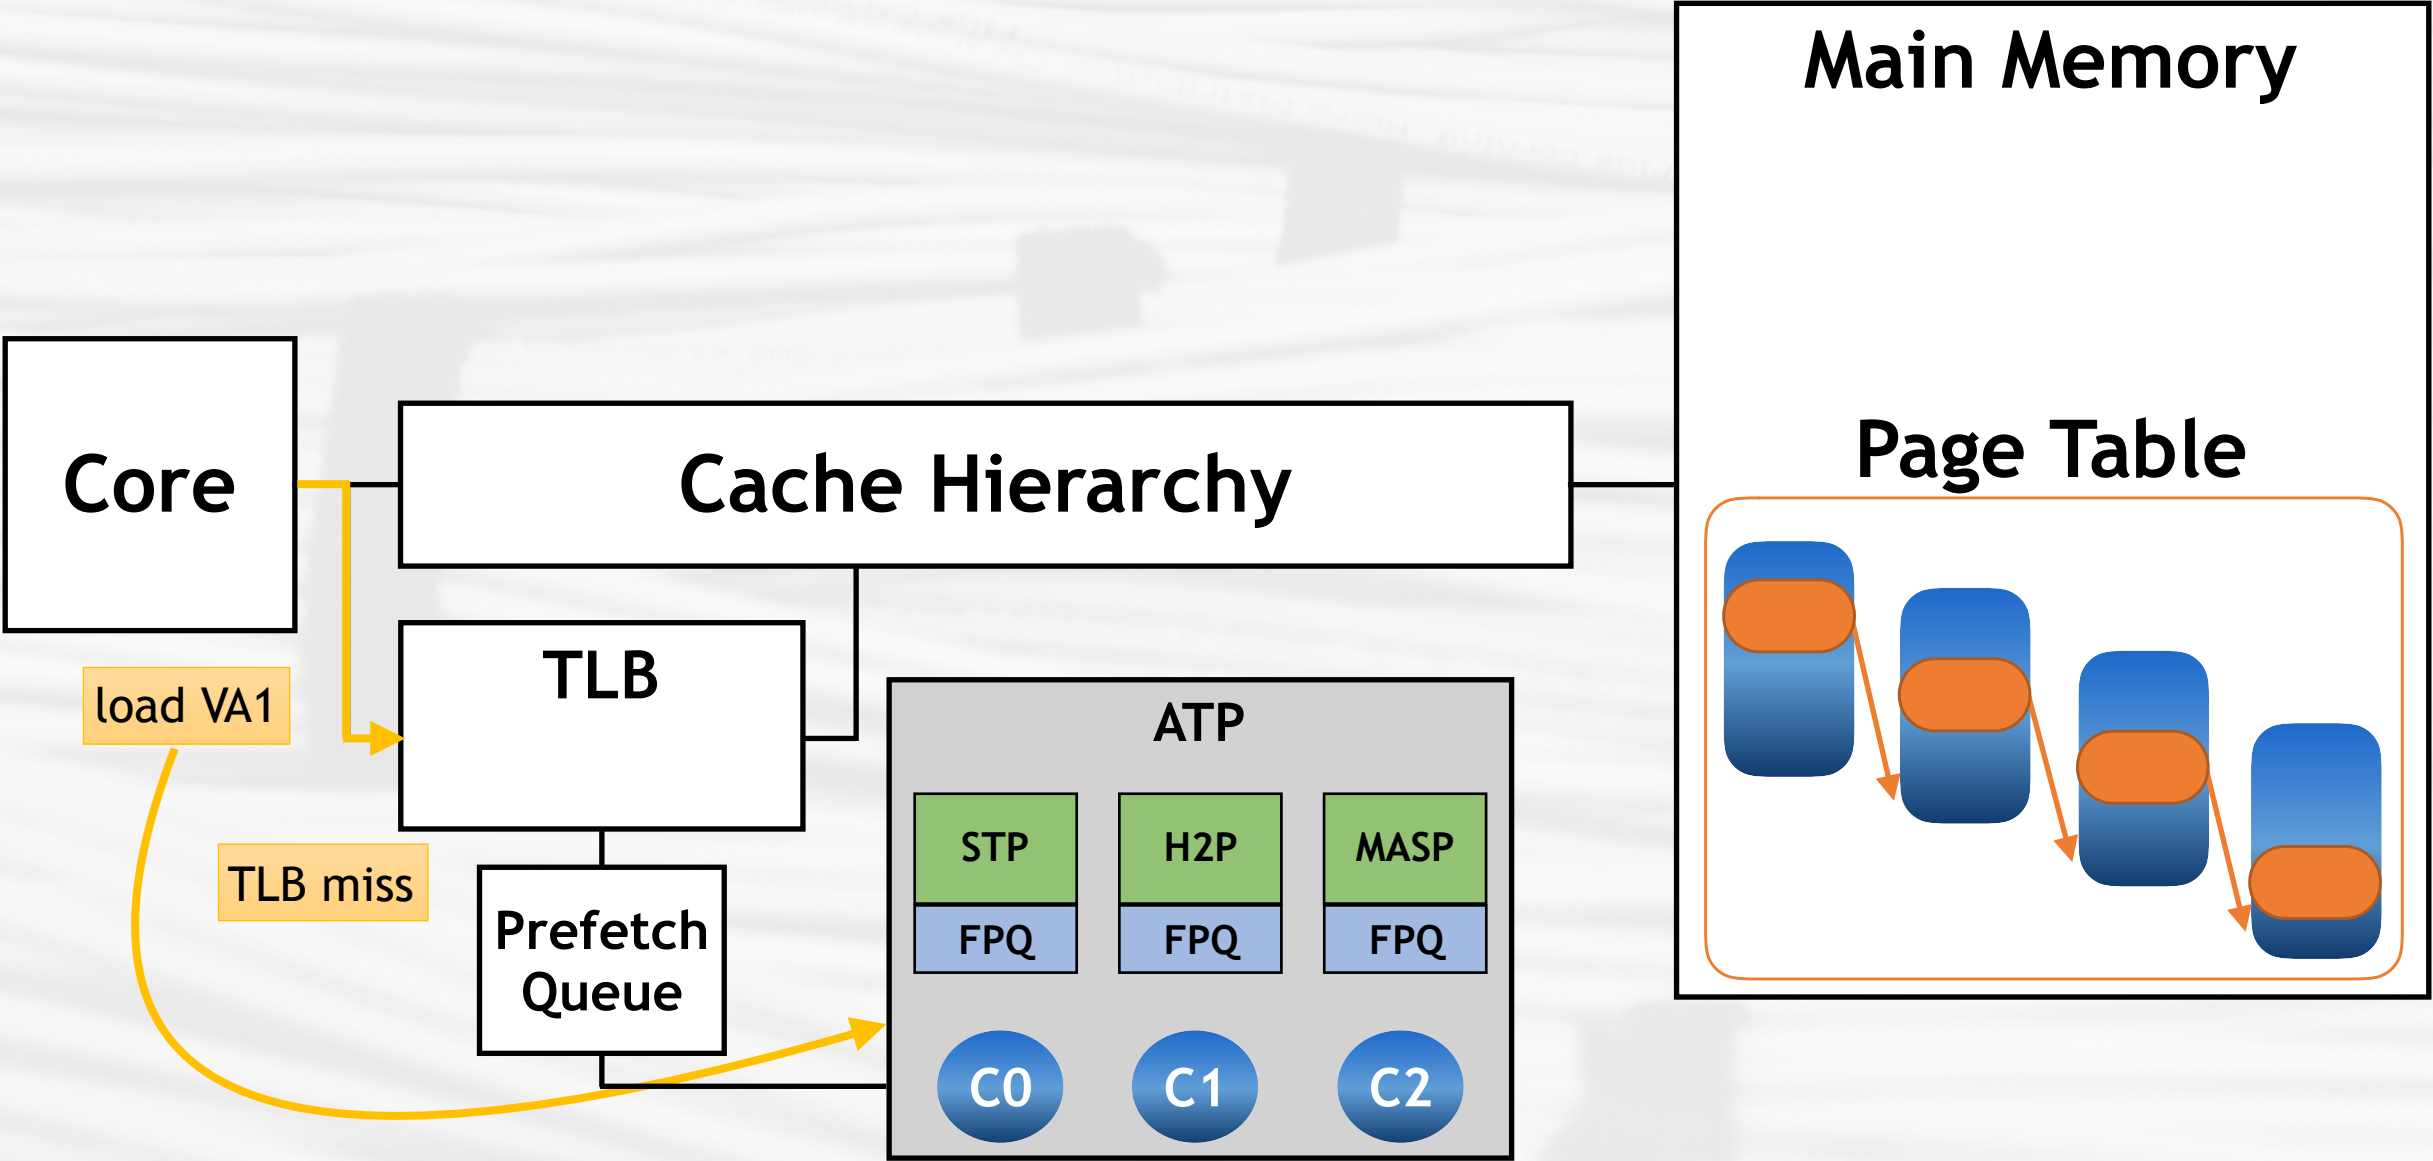 Main Memory
Core
Cache Hierarchy
Page Table
load VA1
TLB
TLB miss
Prefetch
Queue
ATP
STP
H2P
MASP
FPQ
FPQ
FPQ
C0
C1
C2